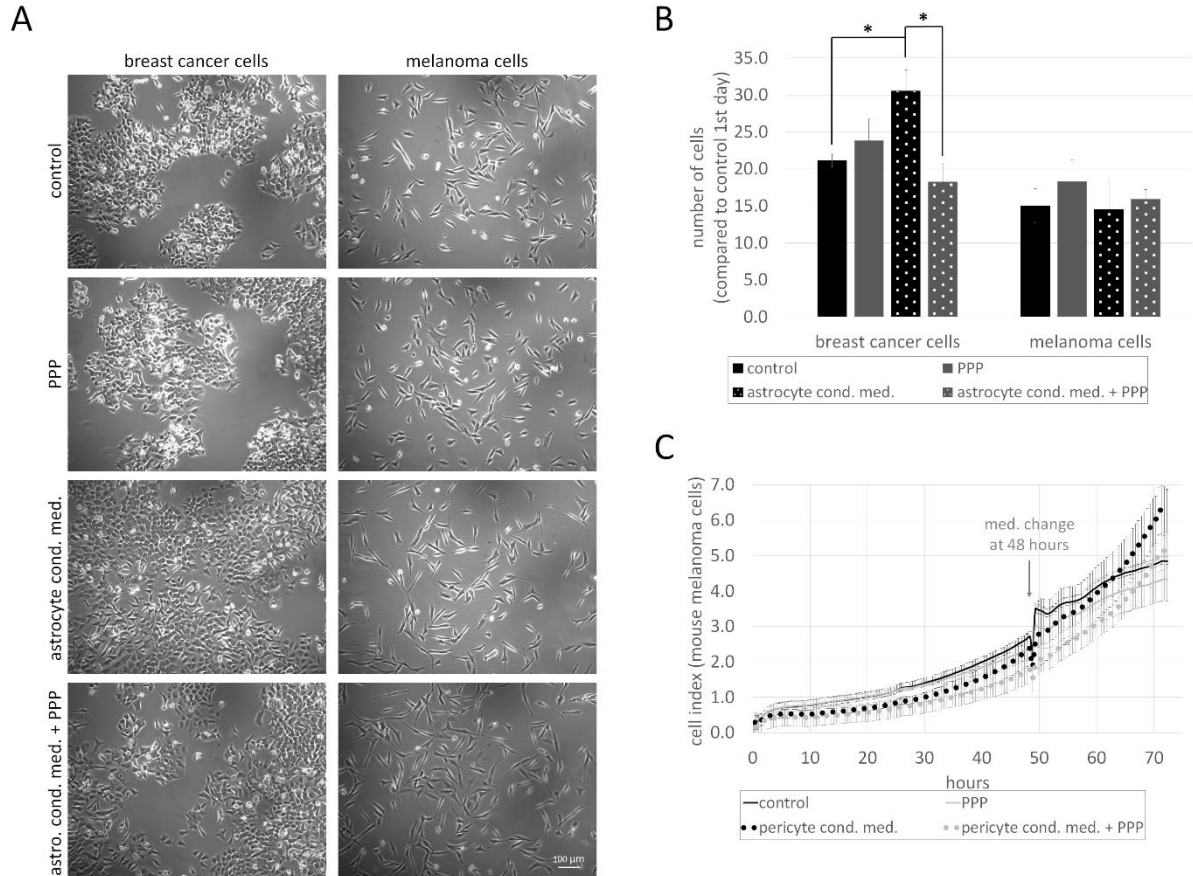 A
breast cancer cells
melanoma cells
control
PPP
astrocyte cond. med.
astro. cond. med. + PPP
100 µm
B
* *
number of cells
(compared to control 1st day)
35.0
30.0
25.0
20.0
15.0
10.0
5.0
0.0
breast cancer cells
melanoma cells
control
PPP
astrocyte cond. med.
astrocyte cond. med. + PPP
C
cell index (mouse melanoma cells)
7.0
6.0
5.0
4.0
3.0
2.0
1.0
0.0
med. change
at 48 hours
0 10 20 30 40 50 60 70
hours
control
PPP
pericyte cond. med.
pericyte cond. med. + PPP